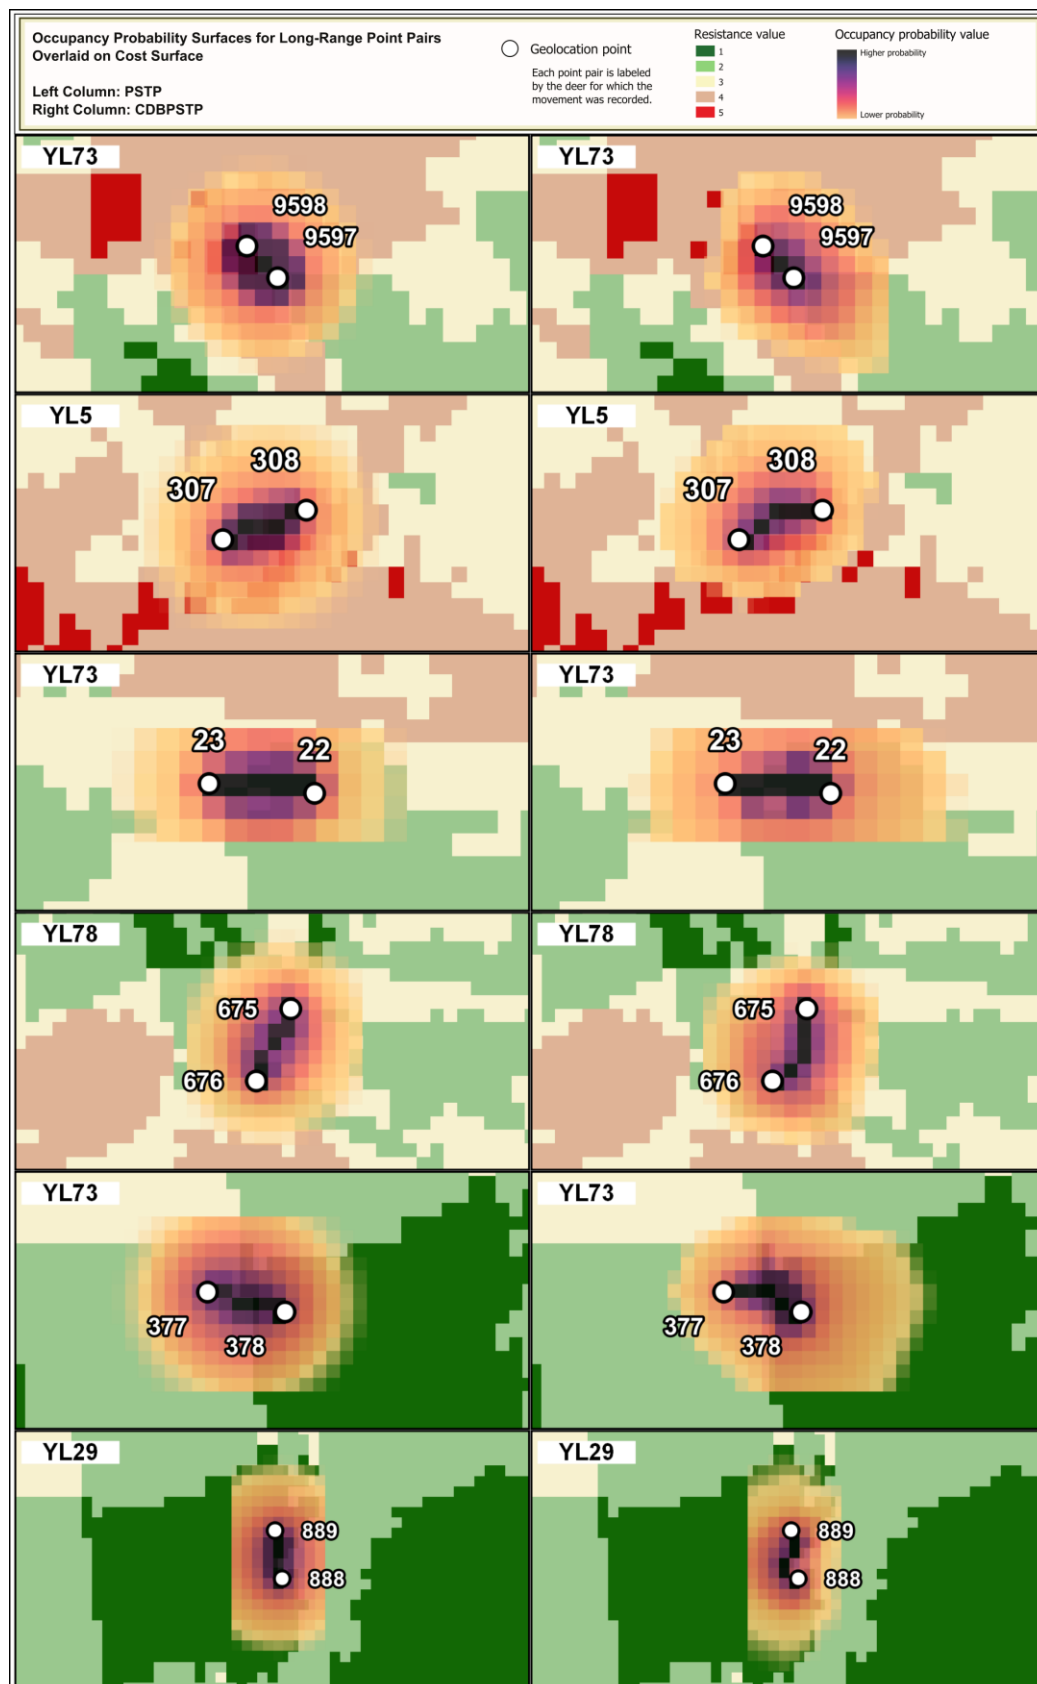 Occupancy Probability Surfaces for Long-Range Point Pairs
Overlaid on Cost Surface
Left Column: PSTP
Right Column: CDBPSTP
Geolocation point
Each point pair is labeled
by the deer for which the
movement was recorded.
Resistance value
1
2
3
4
5
Occupancy probability value
Higher probability
Lower probability
YL73
9598
9597
YL73
9598
9597
YL5
308
307
YL5
308
307
YL73
23
22
YL73
23
22
YL78
675
676
YL78
675
676
YL73
377
378
YL73
377
378
YL29
889
888
YL29
889
888